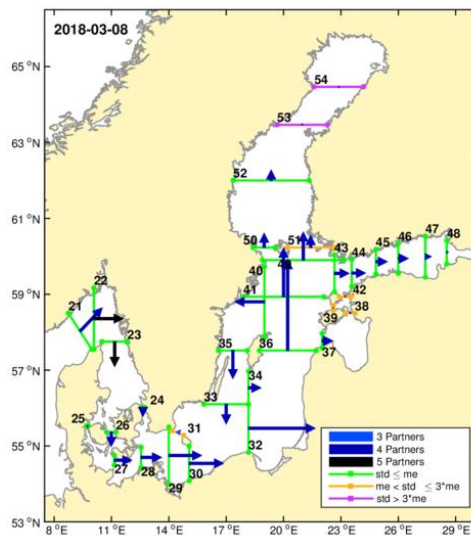 2018-03-08
65 °N
63 °N
61 °N
59 °N
57 °N
55 °N
53 °N
8 °E
11 °E
14 °E
17 °E
20 °E
23 °E
26 °E
29 °E
54
53
52
50
51
43
44
45
46
47
48
40
41
42
39
38
37
36
35
34
33
32
31
30
29
28
27
26
25
24
23
22
21
3 Partners
4 Partners
5 Partners
std ≤ me
me < std ≤ 3*me
std > 3*me